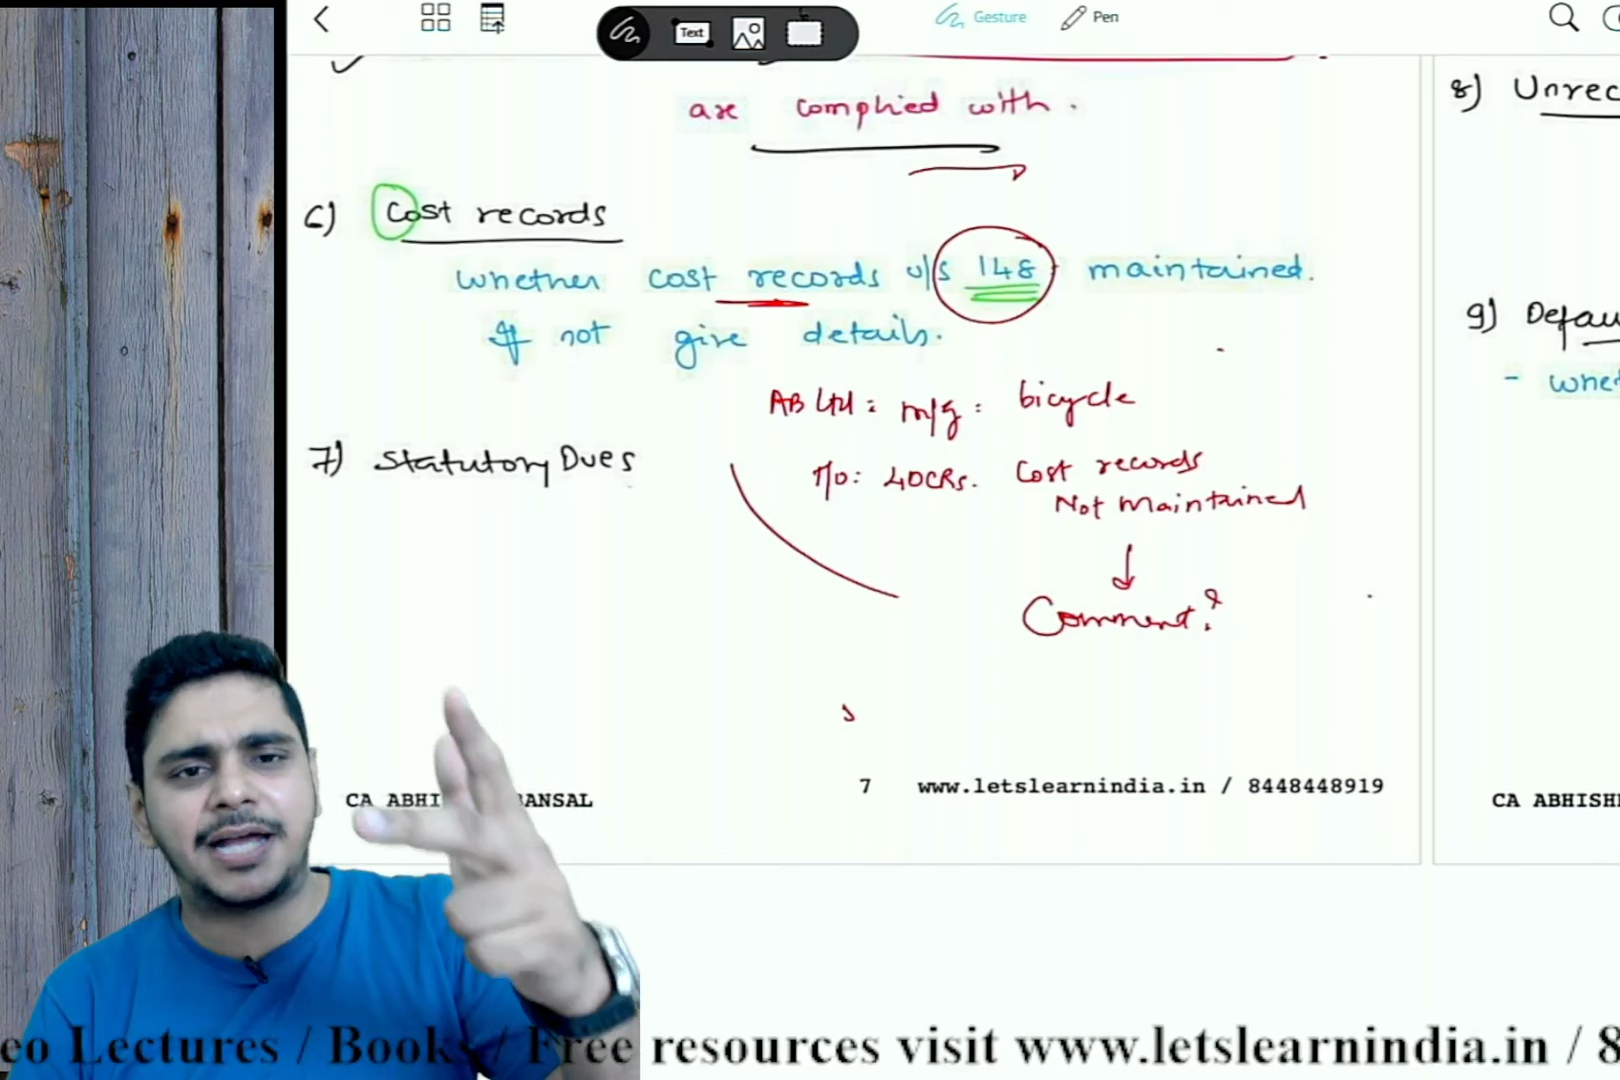 Text
Gesture
Pen
are complied with.
6) Cost records
whether cost records u/s 148 maintained.
If not give details.
AB Ltd: m/g: bicycle
T/o: 40CRs. Cost records
Not Maintained
Comment?
7) Statutory Dues
CA ABHI BANSAL
7 www.letslearnindia.in / 8448448919
8) Unrec
9) Defau
- whe
CA ABHISH
eo Lectures / Books / Free resources visit www.letslearnindia.in / 8